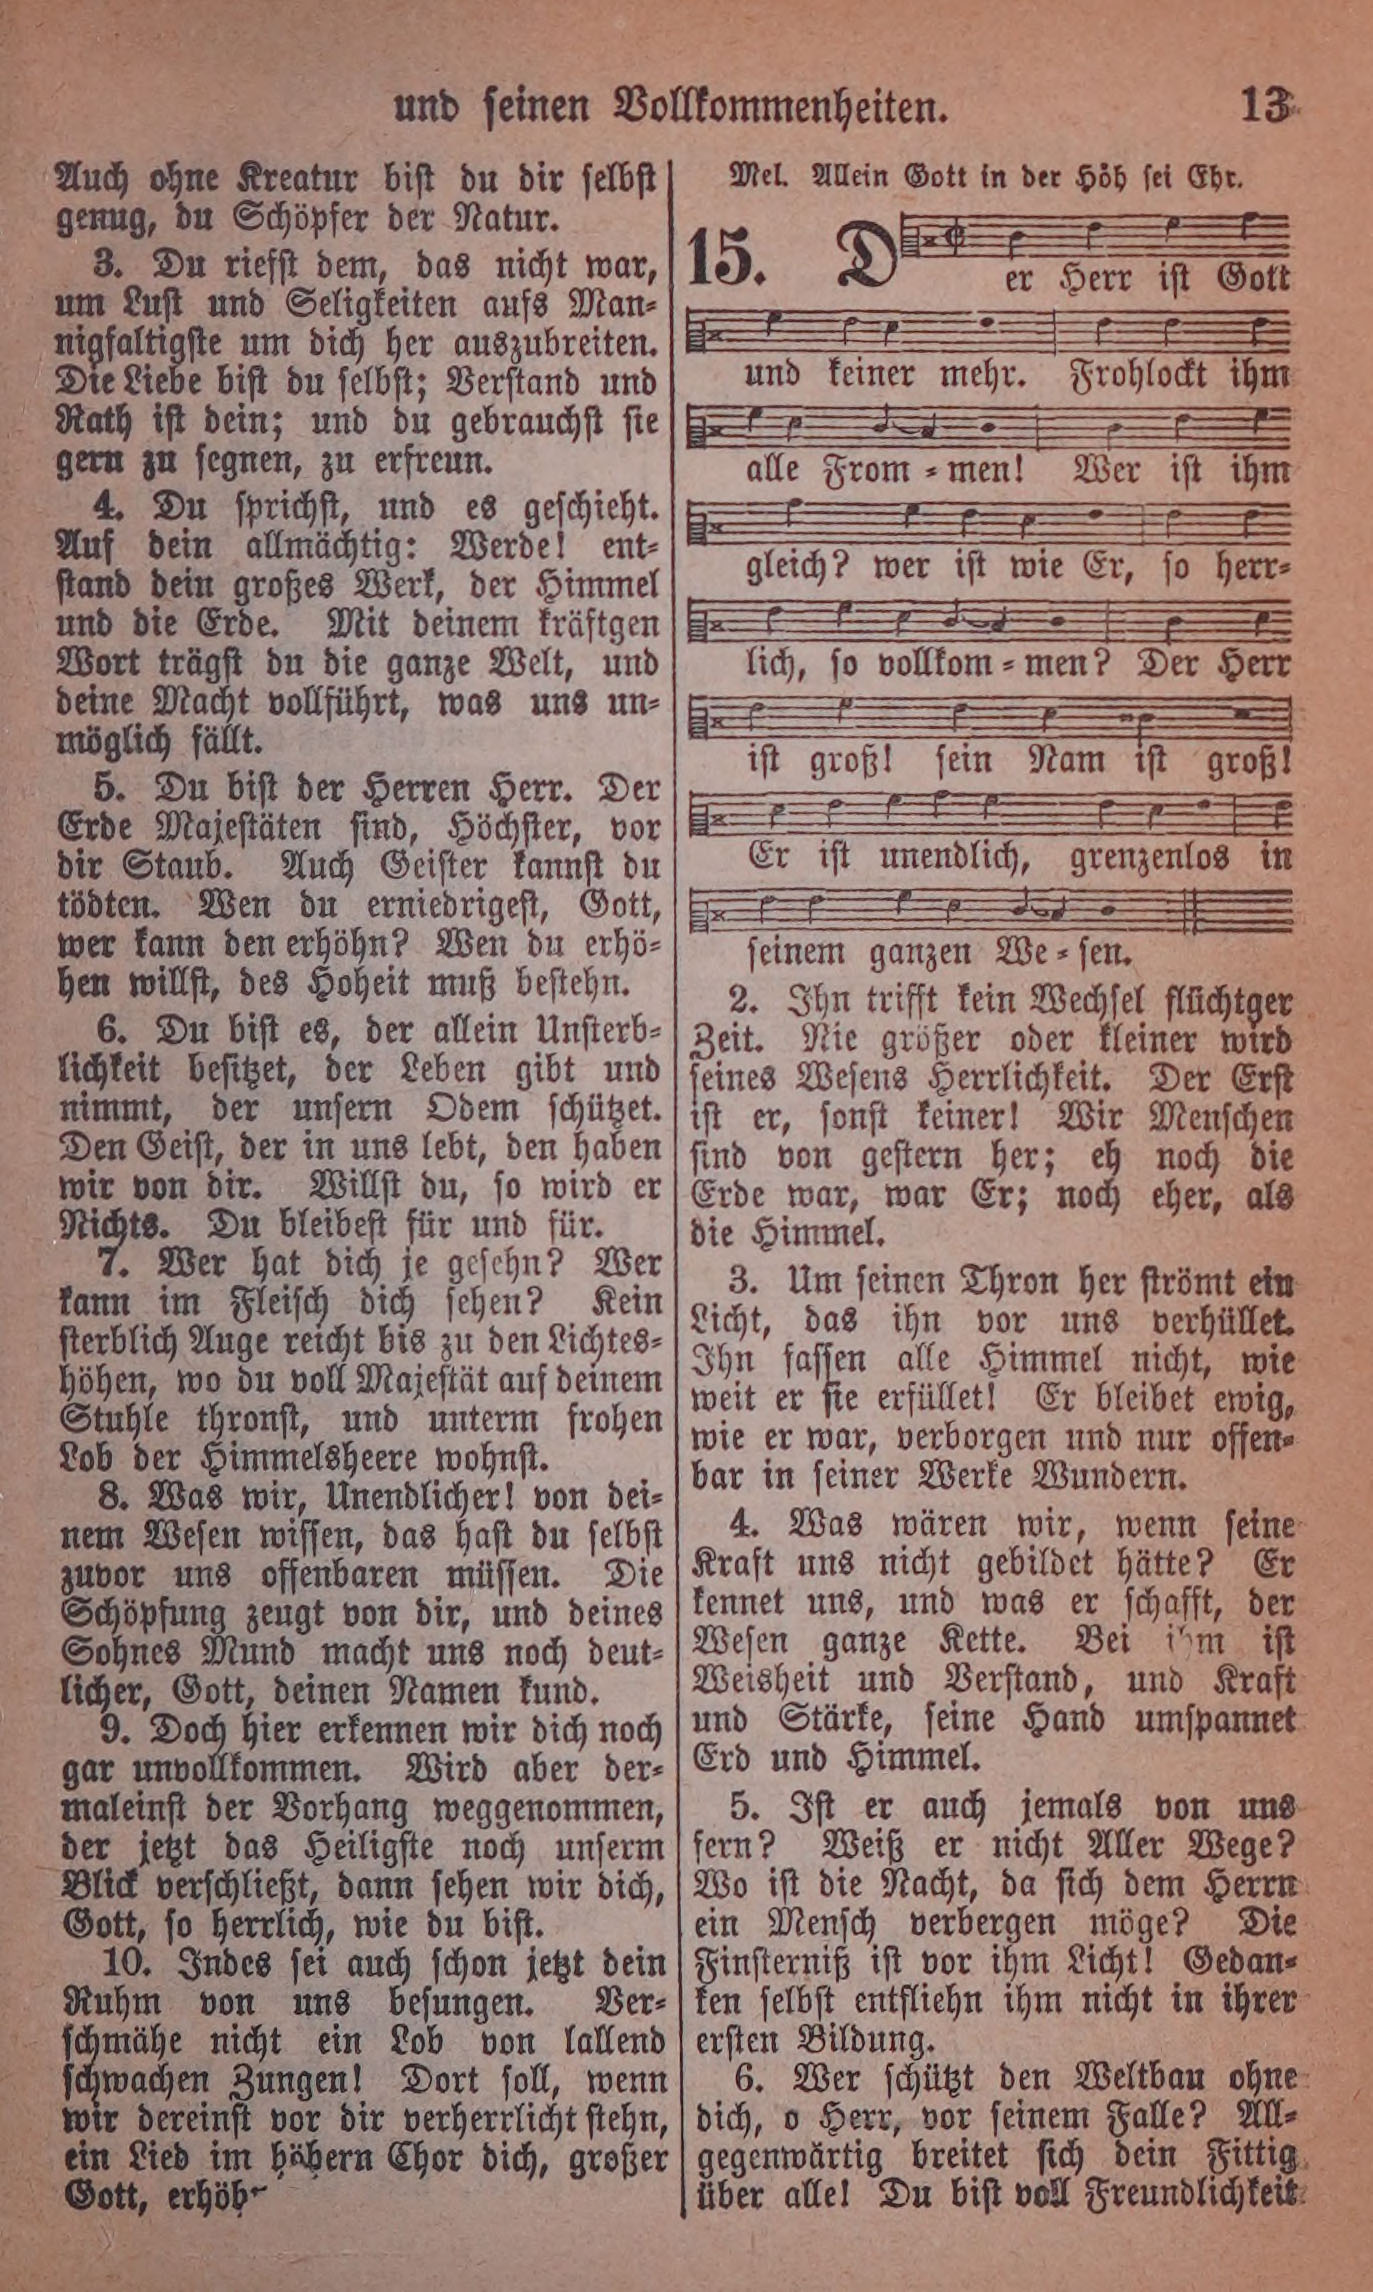 und seinen Vollkommenheiten. 13
Auch ohne Kreatur bist du dir selbst
genug, du Schöpfer der Natur.
3. Du riefst dem, das nicht war,
um Lust und Seligkeiten aufs Man-
nigfaltigste um dich her auszubreiten.
Die Liebe bist du selbst; Verstand und
Rath ist dein; und du gebrauchst sie
gern zu segnen, zu erfreun.
4. Du sprichst, und es geschieht.
Auf dein allmächtig: Werde! ent-
stand dein großes Werk, der Himmel
und die Erde. Mit deinem kräftgen
Wort trägst du die ganze Welt, und
deine Macht vollführt, was uns un-
möglich fällt.
5. Du bist der Herren Herr. Der
Erde Majestäten sind, Höchster, vor
dir Staub. Auch Geister kannst du
tödten. Wen du erniedrigest, Gott,
wer kann den erhöhn? Wen du erhö-
hen willst, des Hoheit muß bestehn.
6. Du bist es, der allein Unsterb-
lichkeit besitzet, der Leben gibt und
nimmt, der unsern Odem schützet.
Den Geist, der in uns lebt, den haben
wir von dir. Willst du, so wird er
Nichts. Du bleibest für und für.
7. Wer hat dich je gesehn? Wer
kann im Fleisch dich sehen? Kein
sterblich Auge reicht bis zu den Lichtes-
höhen, wo du voll Majestät auf deinem
Stuhle thronst, und unterm frohen
Lob der Himmelsheere wohnst.
8. Was wir, Unendlicher! von dei-
nem Wesen wissen, das hast du selbst
zuvor uns offenbaren müssen. Die
Schöpfung zeugt von dir, und deines
Sohnes Mund macht uns noch deut-
licher, Gott, deinen Namen kund.
9. Doch hier erkennen wir dich noch
gar unvollkommen. Wird aber der-
maleinst der Vorhang weggenommen,
der jetzt das Heiligste noch unserm
Blick verschließt, dann sehen wir dich,
Gott, so herrlich, wie du bist.
10. Indes sei auch schon jetzt dein
Ruhm von uns besungen. Ver-
schmähe nicht ein Lob von lallend
schwachen Zungen! Dort soll, wenn
wir dereinst vor dir verherrlicht stehn,
ein Lied im höhern Chor dich, großer
Gott, erhöhn
Mel. Allein Gott in der Höh sei Ehr.
15. Der Herr ist Gott
und keiner mehr. Frohlockt ihm
alle From-men! Wer ist ihm
gleich? wer ist wie Er, so herr-
lich, so vollkom-men? Der Herr
ist groß! sein Nam ist groß!
Er ist unendlich, grenzenlos in
seinem ganzen We-sen.
2. Ihn trifft kein Wechsel flüchtger
Zeit. Nie größer oder kleiner wird
seines Wesens Herrlichkeit. Der Erst
ist er, sonst keiner! Wir Menschen
sind von gestern her; eh noch die
Erde war, war Er; noch eher, als
die Himmel.
3. Um seinen Thron her strömt ein
Licht, das ihn vor uns verhüllet.
Ihn fassen alle Himmel nicht, wie
weit er sie erfüllet! Er bleibet ewig,
wie er war, verborgen und nur offen-
bar in seiner Werke Wundern.
4. Was wären wir, wenn seine
Kraft uns nicht gebildet hätte? Er
kennet uns, und was er schafft, der
Wesen ganze Kette. Bei ihm ist
Weisheit und Verstand, und Kraft
und Stärke, seine Hand umspannet
Erd und Himmel.
5. Ist er auch jemals von uns
fern? Weiß er nicht Aller Wege?
Wo ist die Nacht, da sich dem Herrn
ein Mensch verbergen möge? Die
Finsterniß ist vor ihm Licht! Gedan-
ken selbst entfliehn ihm nicht in ihrer
ersten Bildung.
6. Wer schützt den Weltbau ohne
dich, o Herr, vor seinem Falle? All-
gegenwärtig breitet sich dein Fittig
über alle! Du bist voll Freundlichkeit